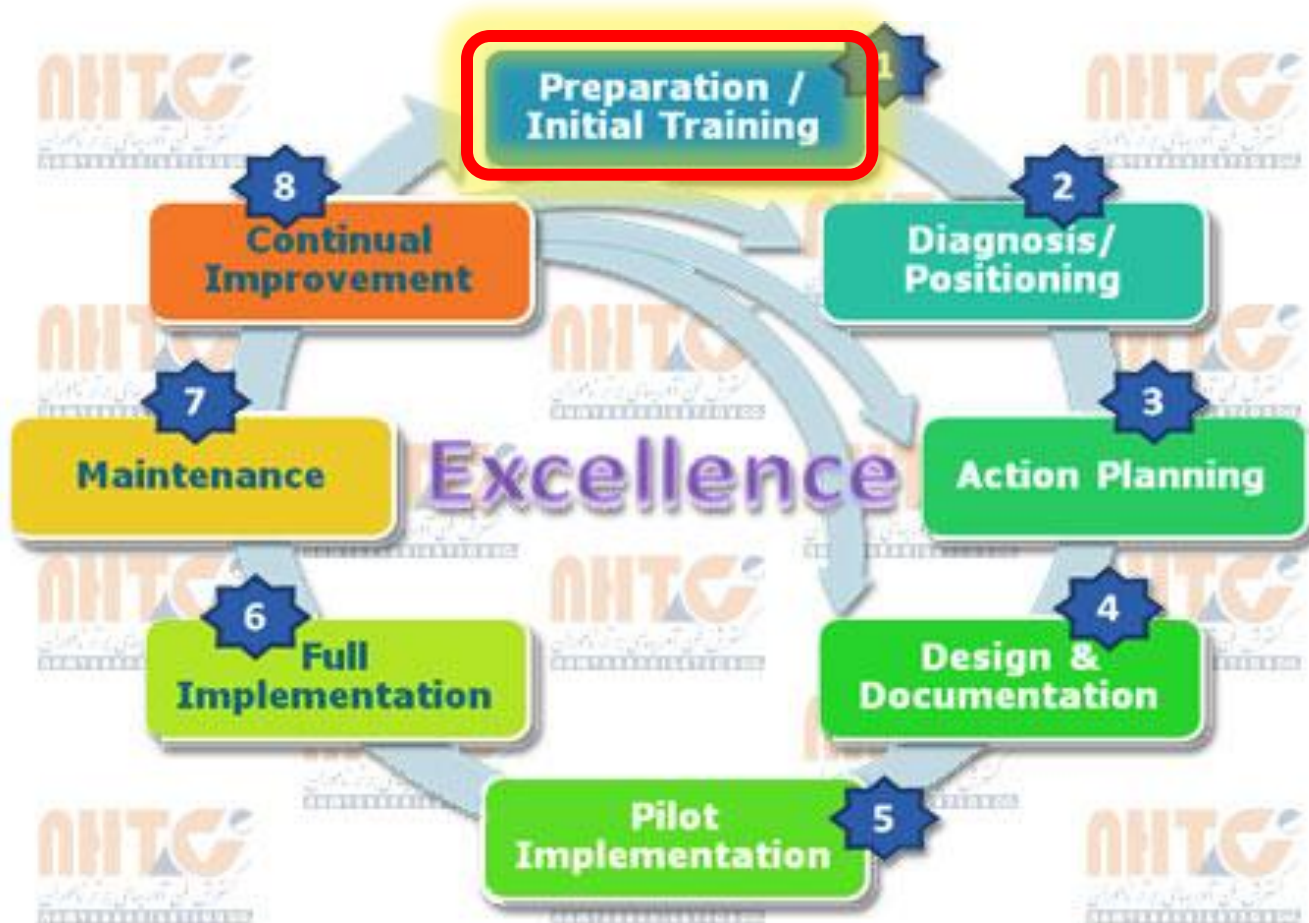 1
Preparation /
Initial Training
2
Diagnosis/
Positioning
3
Action Planning
4
Design &
Documentation
5
Pilot
Implementation
6
Full
Implementation
7
Maintenance
8
Continual
Improvement
Excellence
NHTC
NHTC
NHTC
NHTC
NHTC
NHTC
NHTC
NHTC